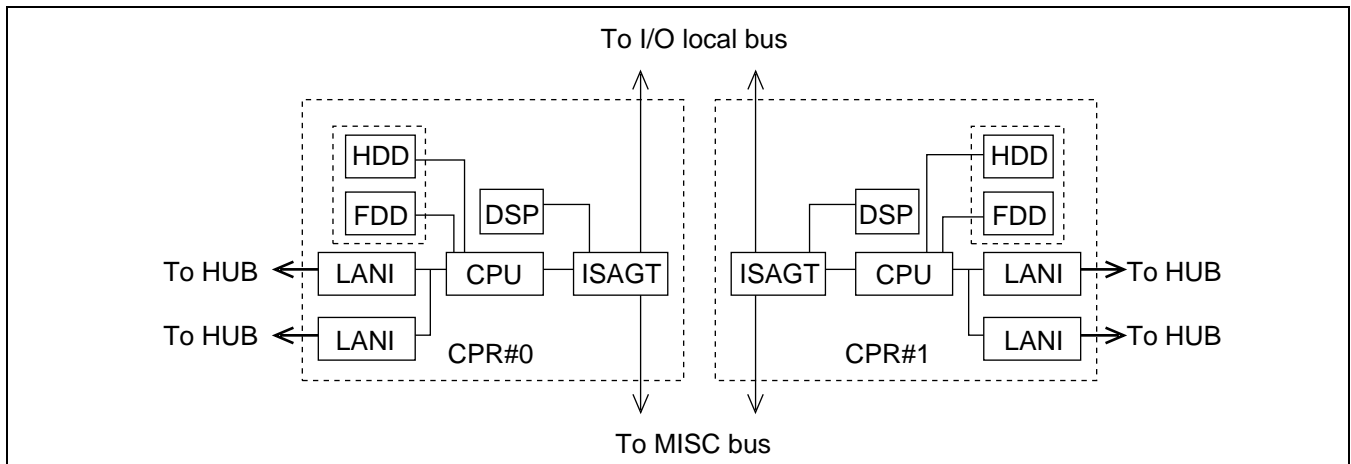 To I/O local bus
HDD
HDD
FDD
DSP
DSP
FDD
To HUB
LANI
CPU
ISAGT
ISAGT
CPU
LANI
To HUB
To HUB
LANI
CPR#0
CPR#1
LANI
To HUB
To MISC bus